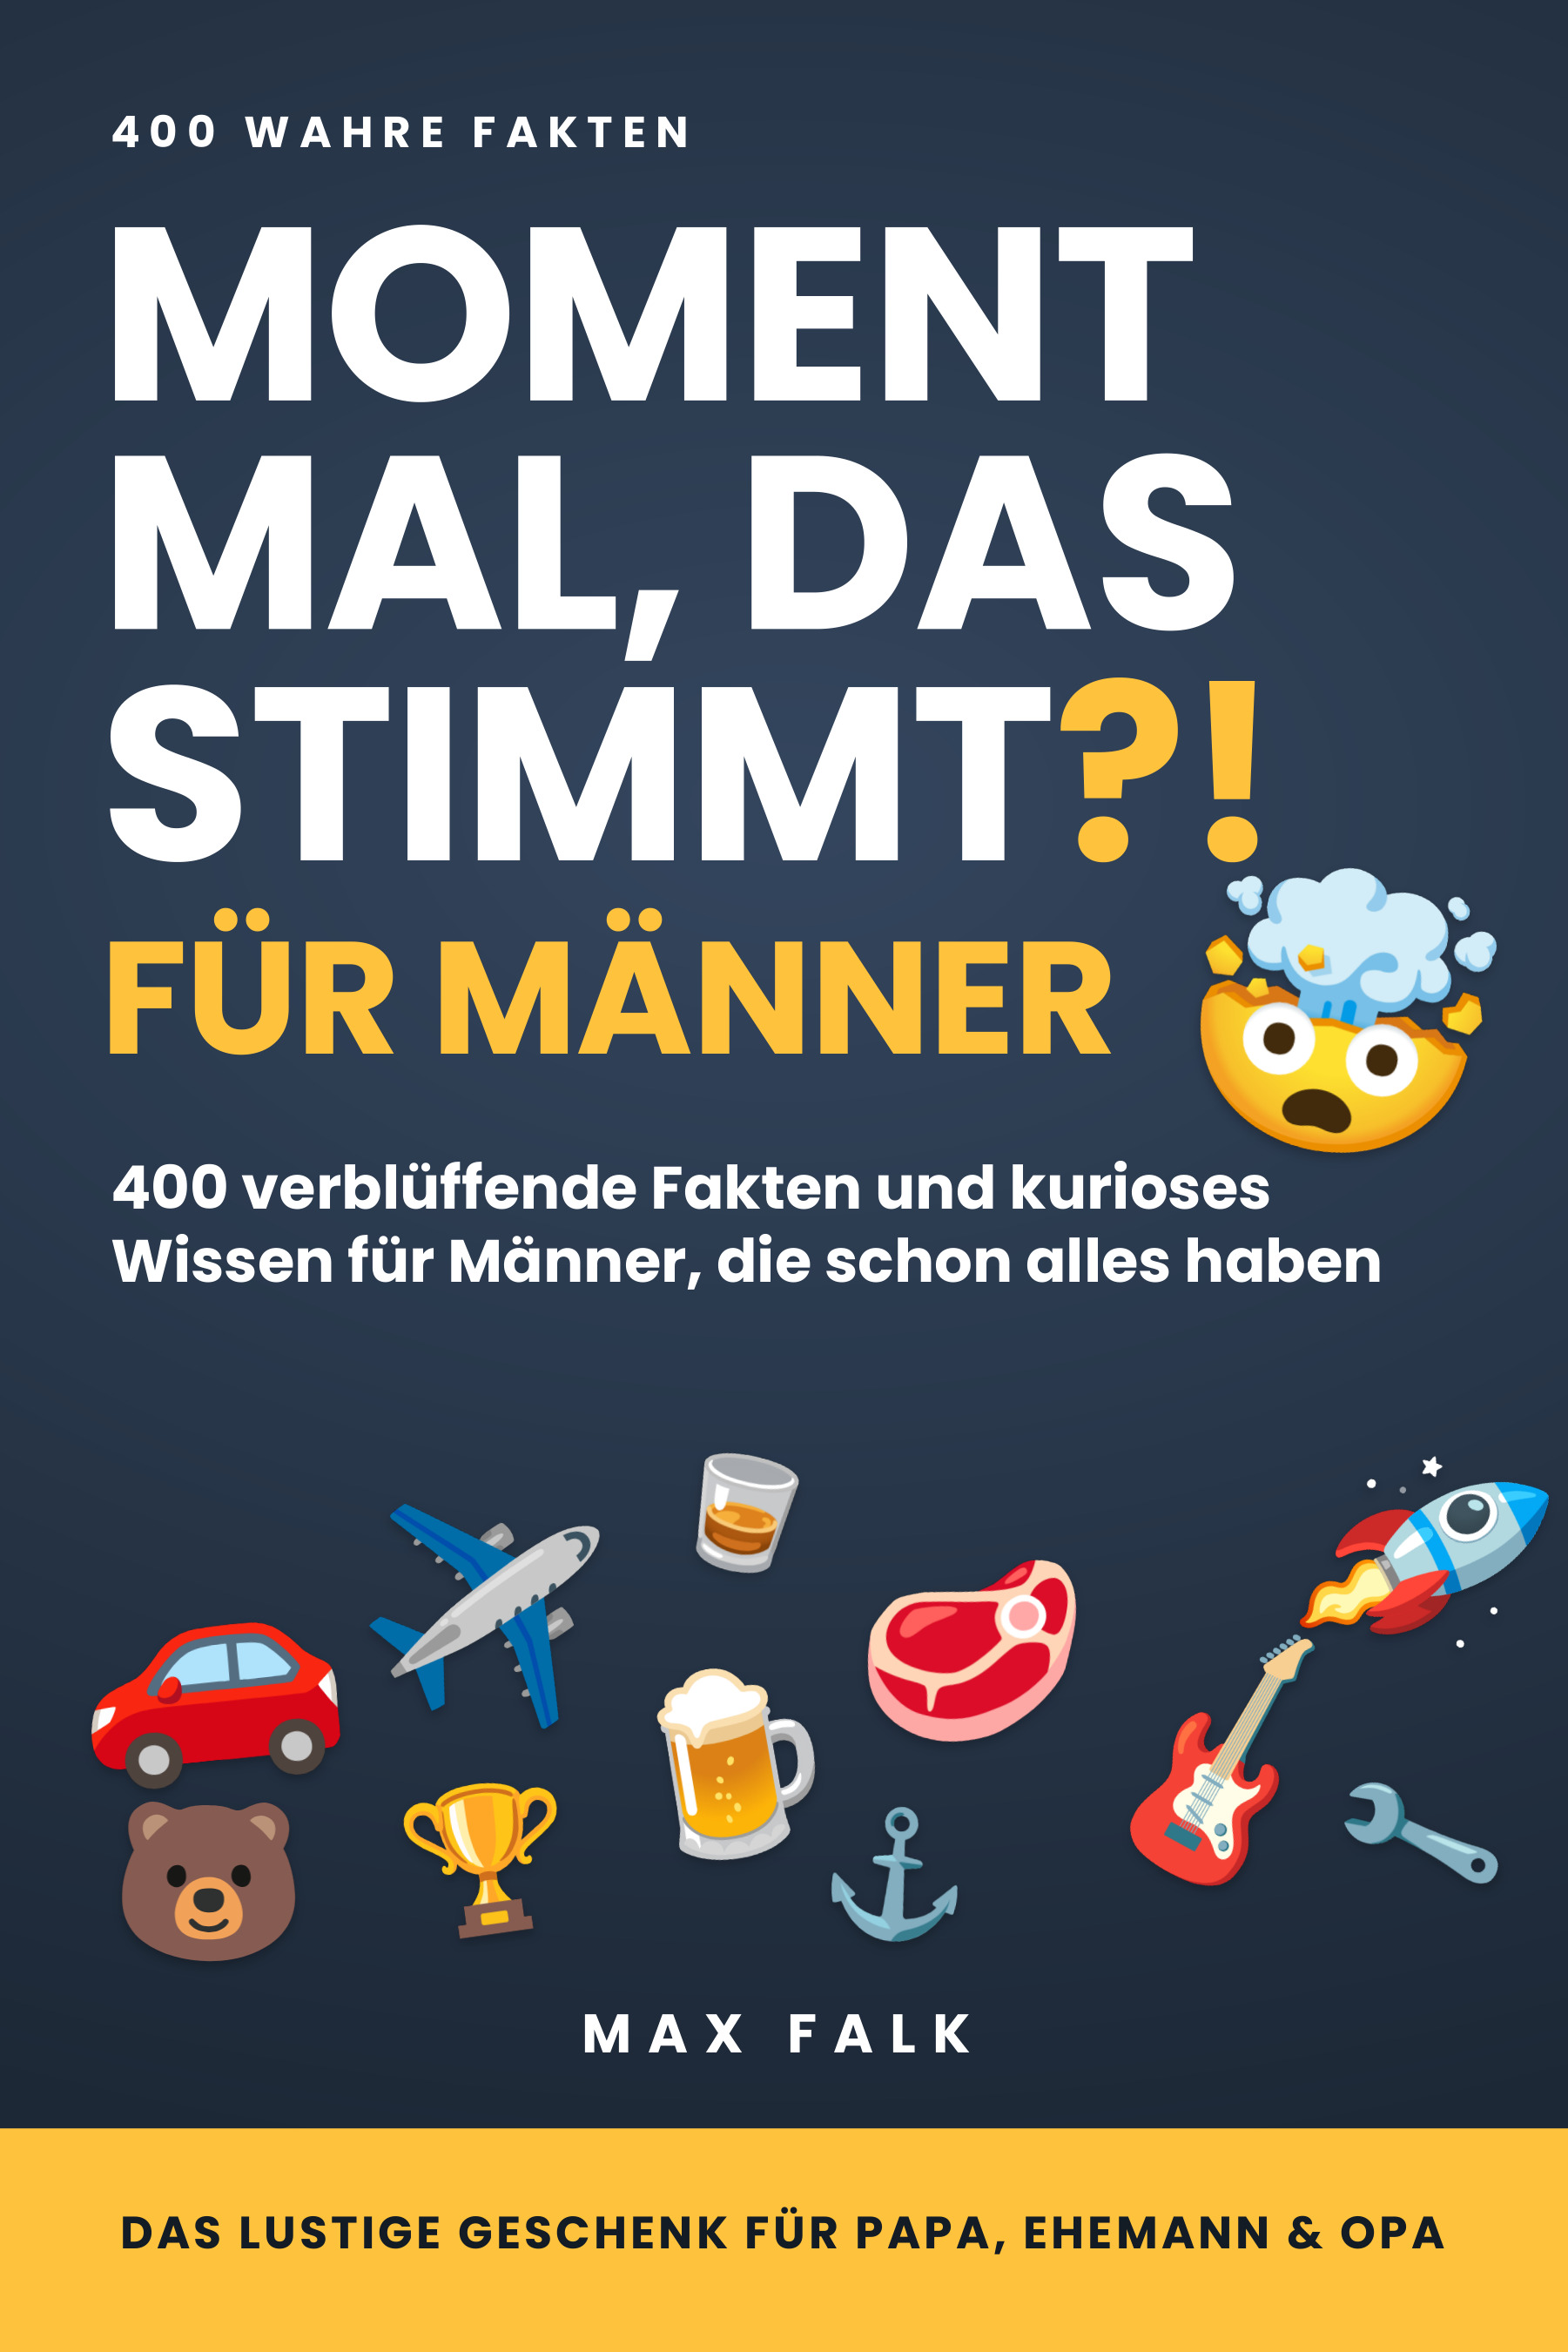 400 WAHRE FAKTEN
MOMENT
MAL, DAS
STIMMT?!
FÜR MÄNNER
400 verblüffende Fakten und kurioses
Wissen für Männer, die schon alles haben
MAX FALK
DAS LUSTIGE GESCHENK FÜR PAPA, EHEMANN & OPA